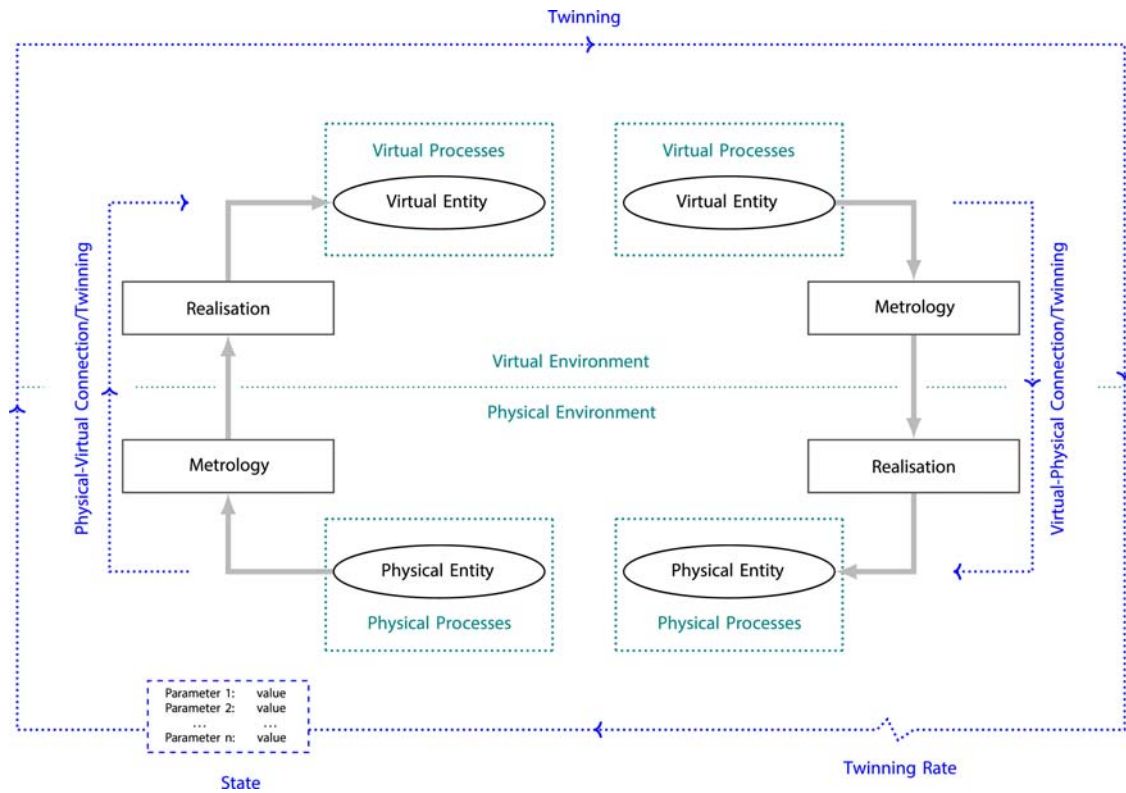 Twinning
Virtual Processes
Virtual Processes
Virtual Entity
Virtual Entity
Realisation
Metrology
Physical-Virtual Connection/Twinning
Virtual-Physical Connection/Twinning
Virtual Environment
Physical Environment
Metrology
Realisation
Physical Entity
Physical Entity
Physical Processes
Physical Processes
Parameter 1: value
Parameter 2: value
... ...
Parameter n: value
State
Twinning Rate